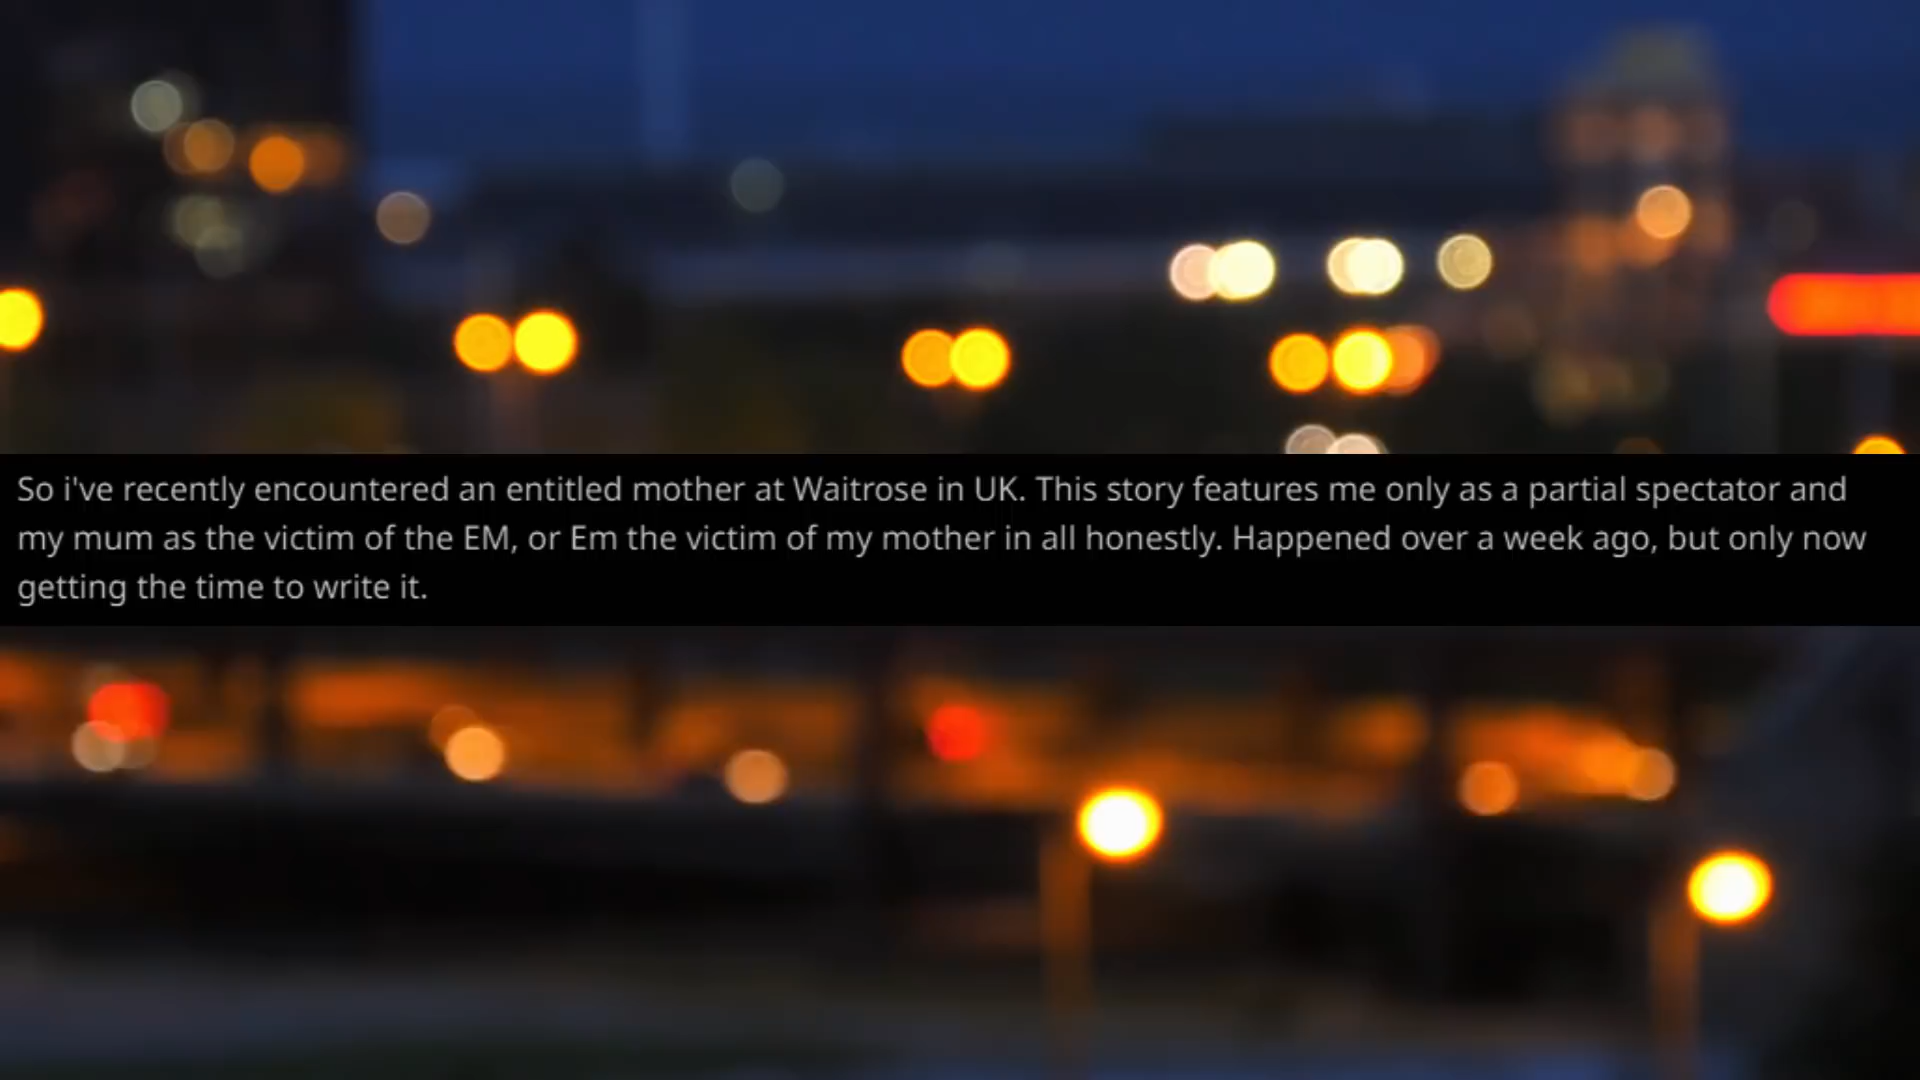 So i've recently encountered an entitled mother at Waitrose in UK. This story features me only as a partial spectator and
my mum as the victim of the EM, or Em the victim of my mother in all honestly. Happened over a week ago, but only now
getting the time to write it.